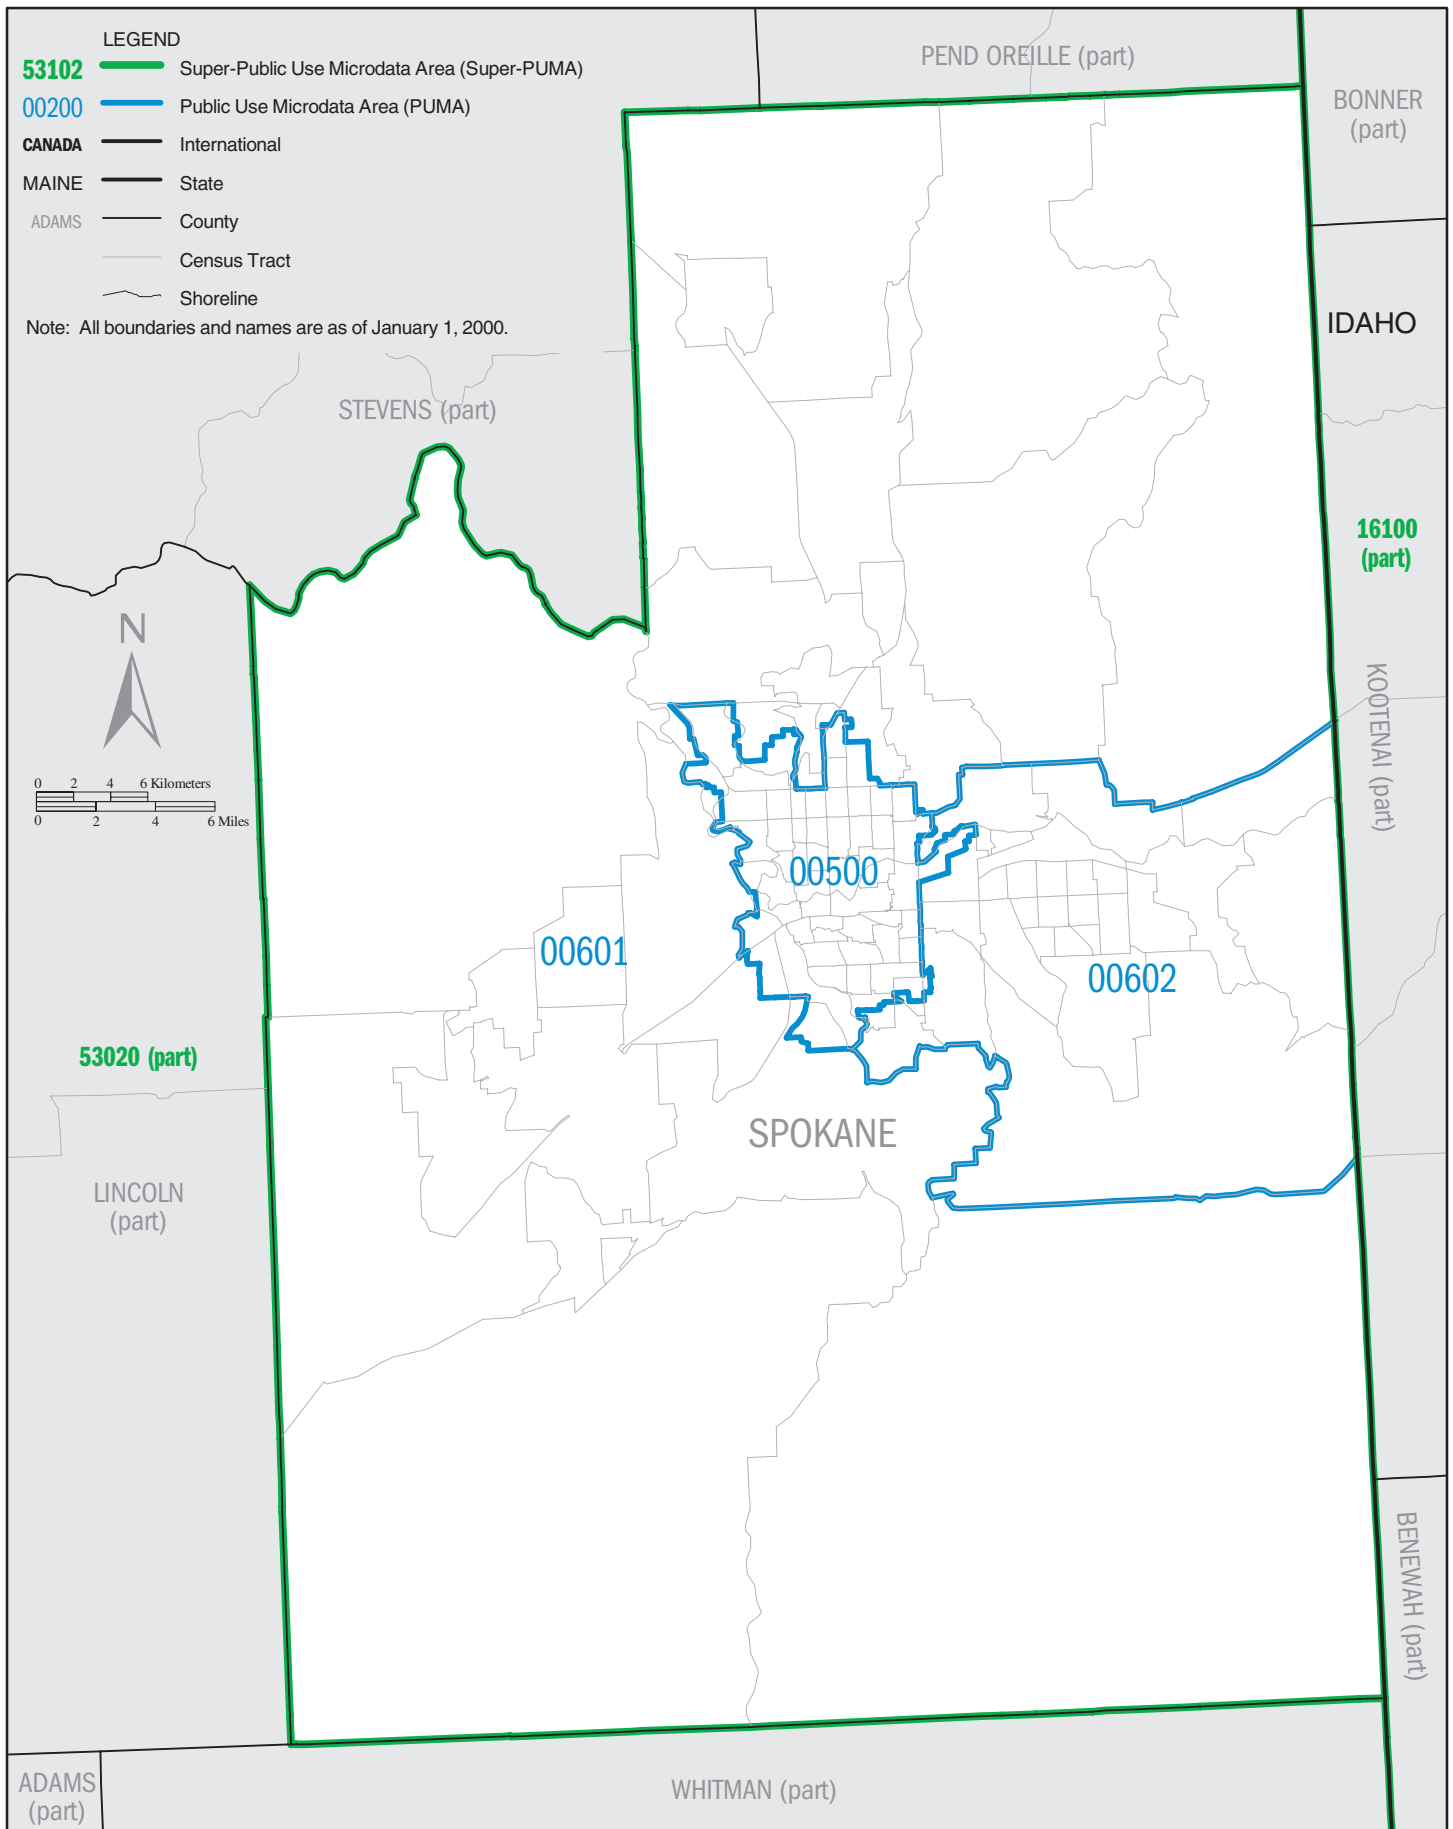 LEGEND
53102 Super-Public Use Microdata Area (Super-PUMA)
00200 Public Use Microdata Area (PUMA)
CANADA International
MAINE State
ADAMS County
Census Tract
Shoreline
Note: All boundaries and names are as of January 1, 2000.
PEND OREILLE (part)
BONNER
(part)
IDAHO
STEVENS (part)
16100
(part)
N
KOOTENAI (part)
0 2 4 6 Kilometers
0 2 4 6 Miles
00500
00601
00602
53020 (part)
SPOKANE
LINCOLN
(part)
BENEWAH (part)
ADAMS
(part)
WHITMAN (part)